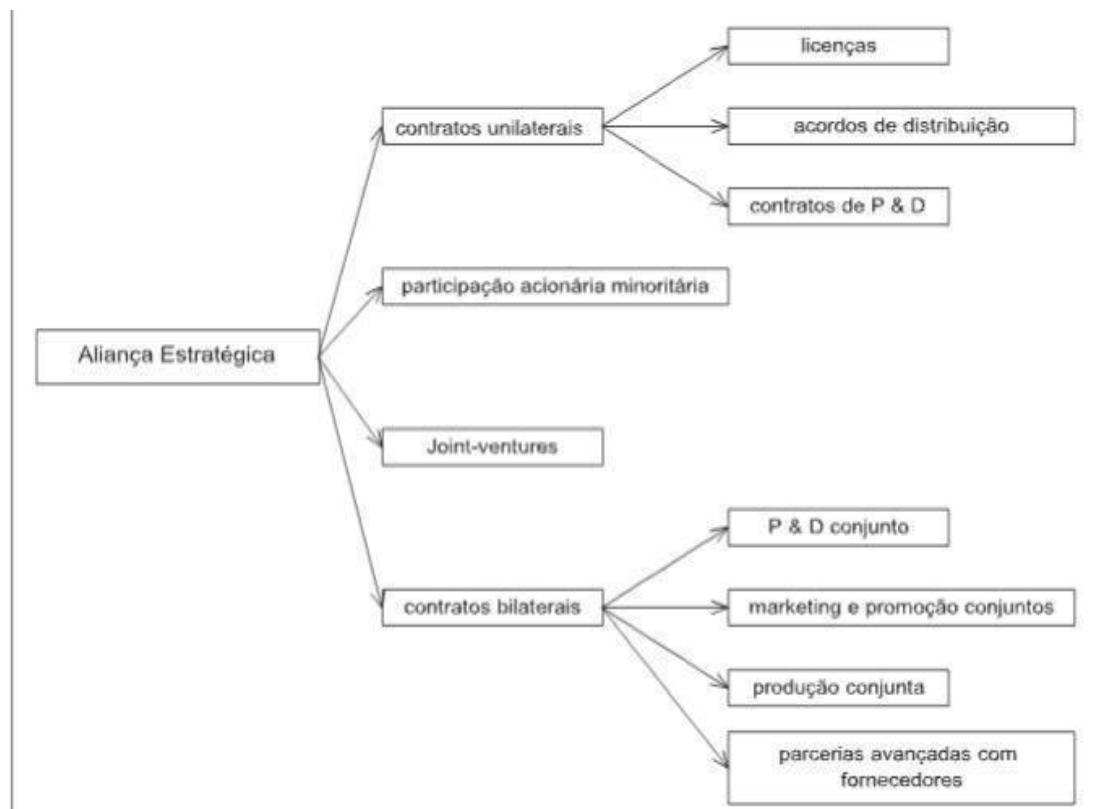 licenças
contratos unilaterais
acordos de distribuição
contratos de P & D
participação acionária minoritária
Aliança Estratégica
Joint-ventures
P & D conjunto
contratos bilaterais
marketing e promoção conjuntos
produção conjunta
parcerias avançadas com
fornecedores